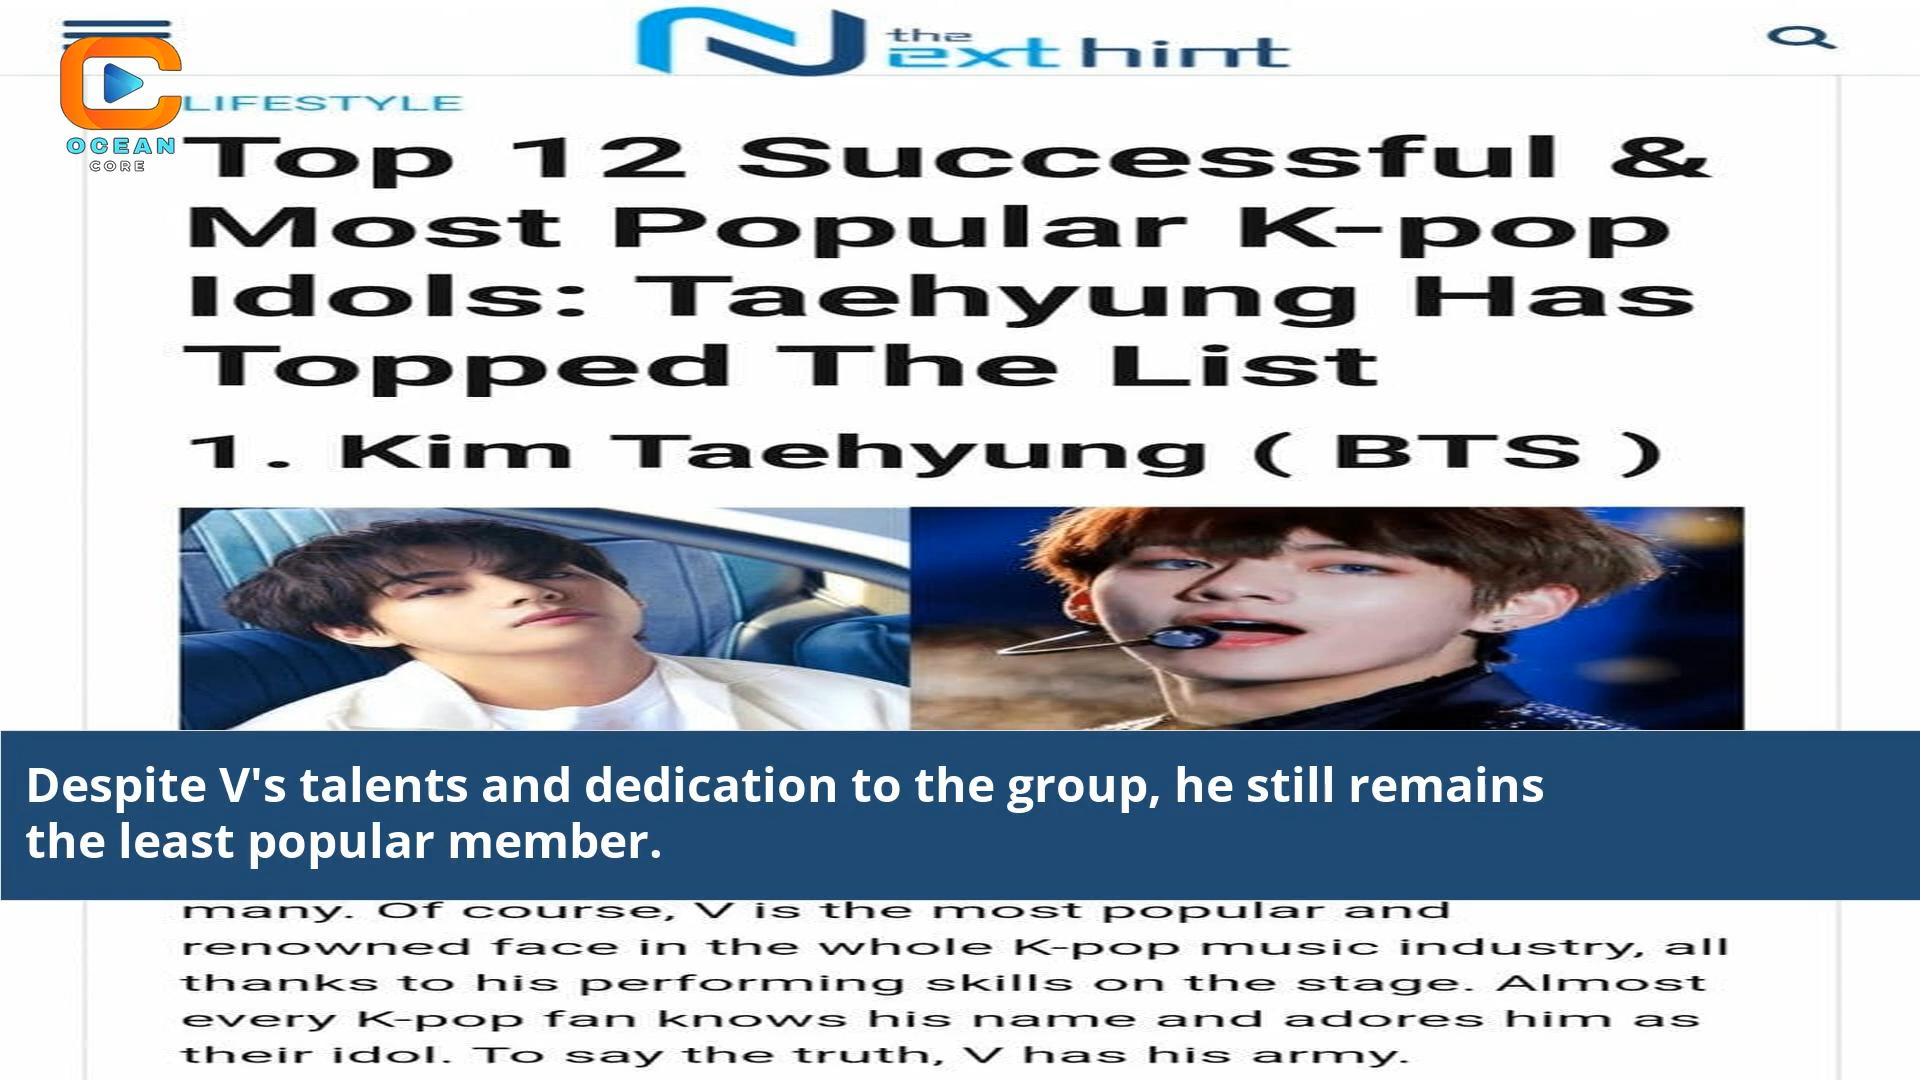 the
ext hint
OCEAN
CORE
LIFESTYLE
Top 12 Successful &
Most Popular K-pop
Idols: Taehyung Has
Topped The List
1. Kim Taehyung ( BTS )
Despite V's talents and dedication to the group, he still remains
the least popular member.
many. Of course, V is the most popular and
renowned face in the whole K-pop music industry, all
thanks to his performing skills on the stage. Almost
every K-pop fan knows his name and adores him as
their idol. To say the truth, V has his army.